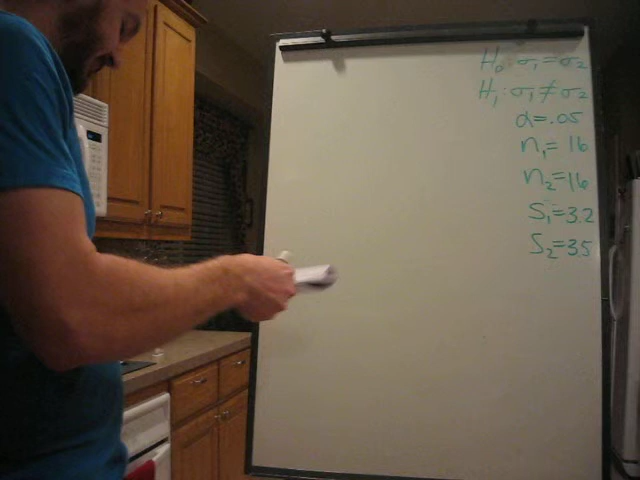 H₀: σ₁=σ₂
H₁: σ₁≠σ₂
α=.05
n₁= 16
n₂=16
S₁=3.2
S₂=3.5